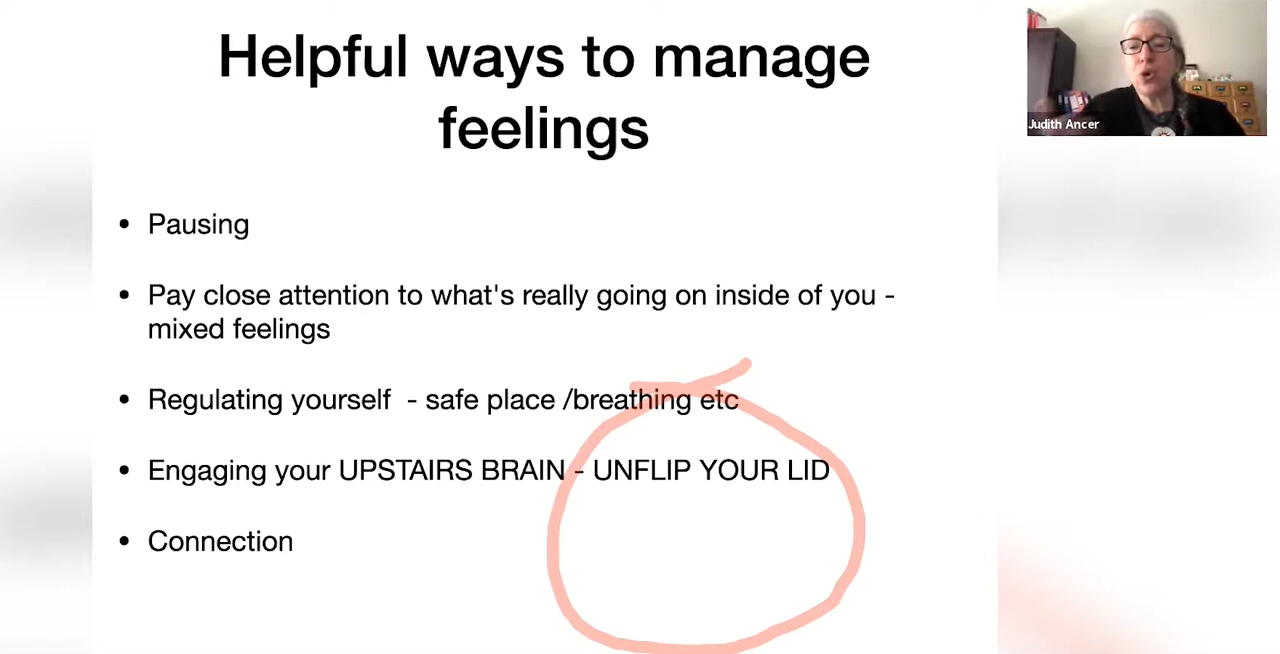 Helpful ways to manage
feelings
Judith Ancer
• Pausing
• Pay close attention to what's really going on inside of you -
mixed feelings
• Regulating yourself - safe place /breathing etc
• Engaging your UPSTAIRS BRAIN - UNFLIP YOUR LID
• Connection